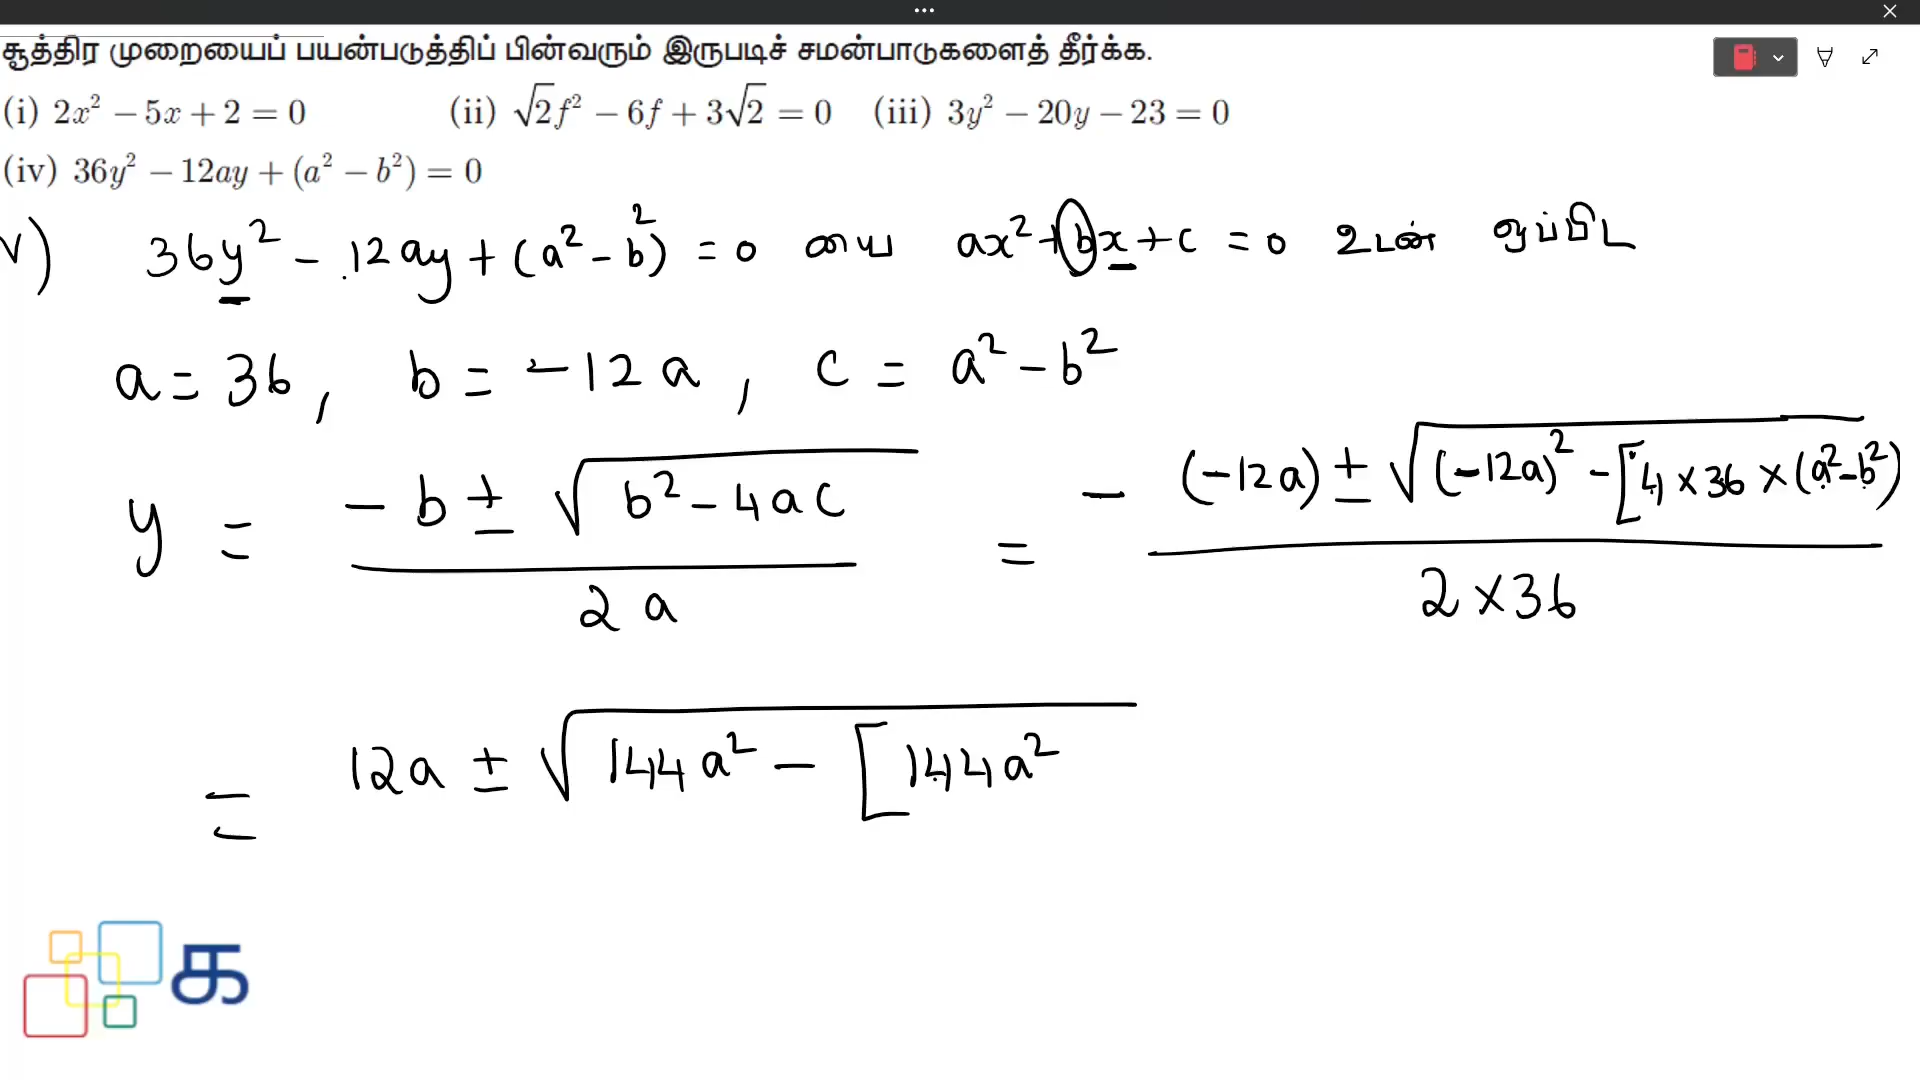 சூத்திர முறையைப் பயன்படுத்திப் பின்வரும் இருபடிச் சமன்பாடுகளைத் தீர்க்க.
(i) 2x² − 5x + 2 = 0 (ii) √2f² − 6f + 3√2 = 0 (iii) 3y² − 20y − 23 = 0
(iv) 36y² − 12ay + (a² − b²) = 0
v) 36y² - 12ay + (a² - b²) = 0 யை ax² + bx + c = 0 உடன் ஒப்பிட
a = 36, b = -12a, c = a² - b²
y = (-b ± √(b² - 4ac)) / 2a = (-(-12a) ± √((-12a)² - [4 × 36 × (a² - b²))) / (2 × 36)
= 12a ± √(144a² - [144a²
க